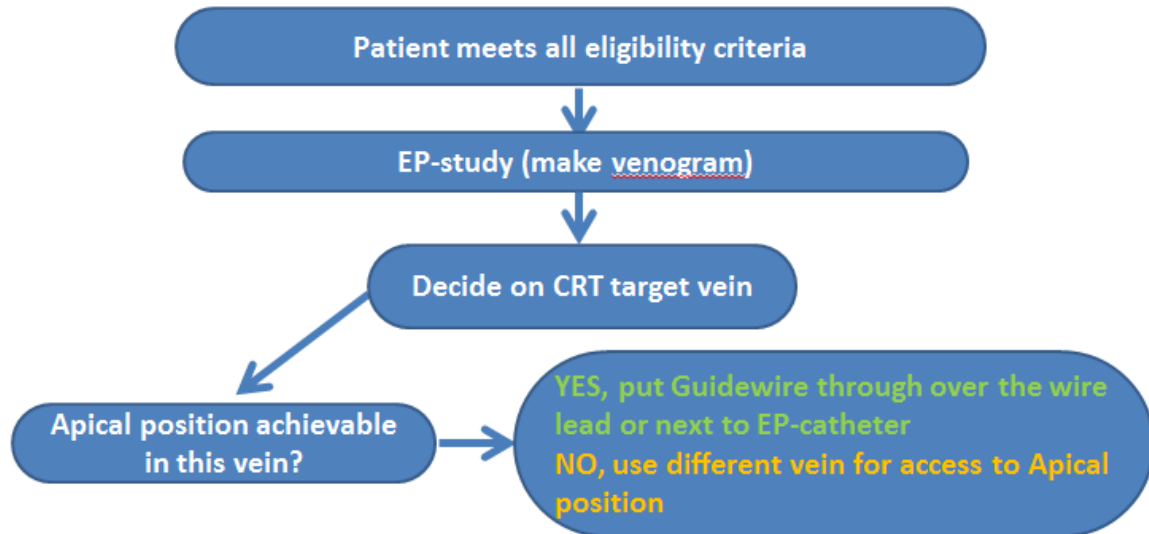 Patient meets all eligibility criteria
EP-study (make venogram)
Decide on CRT target vein
Apical position achievable
in this vein?
YES, put Guidewire through over the wire
lead or next to EP-catheter
NO, use different vein for access to Apical
position